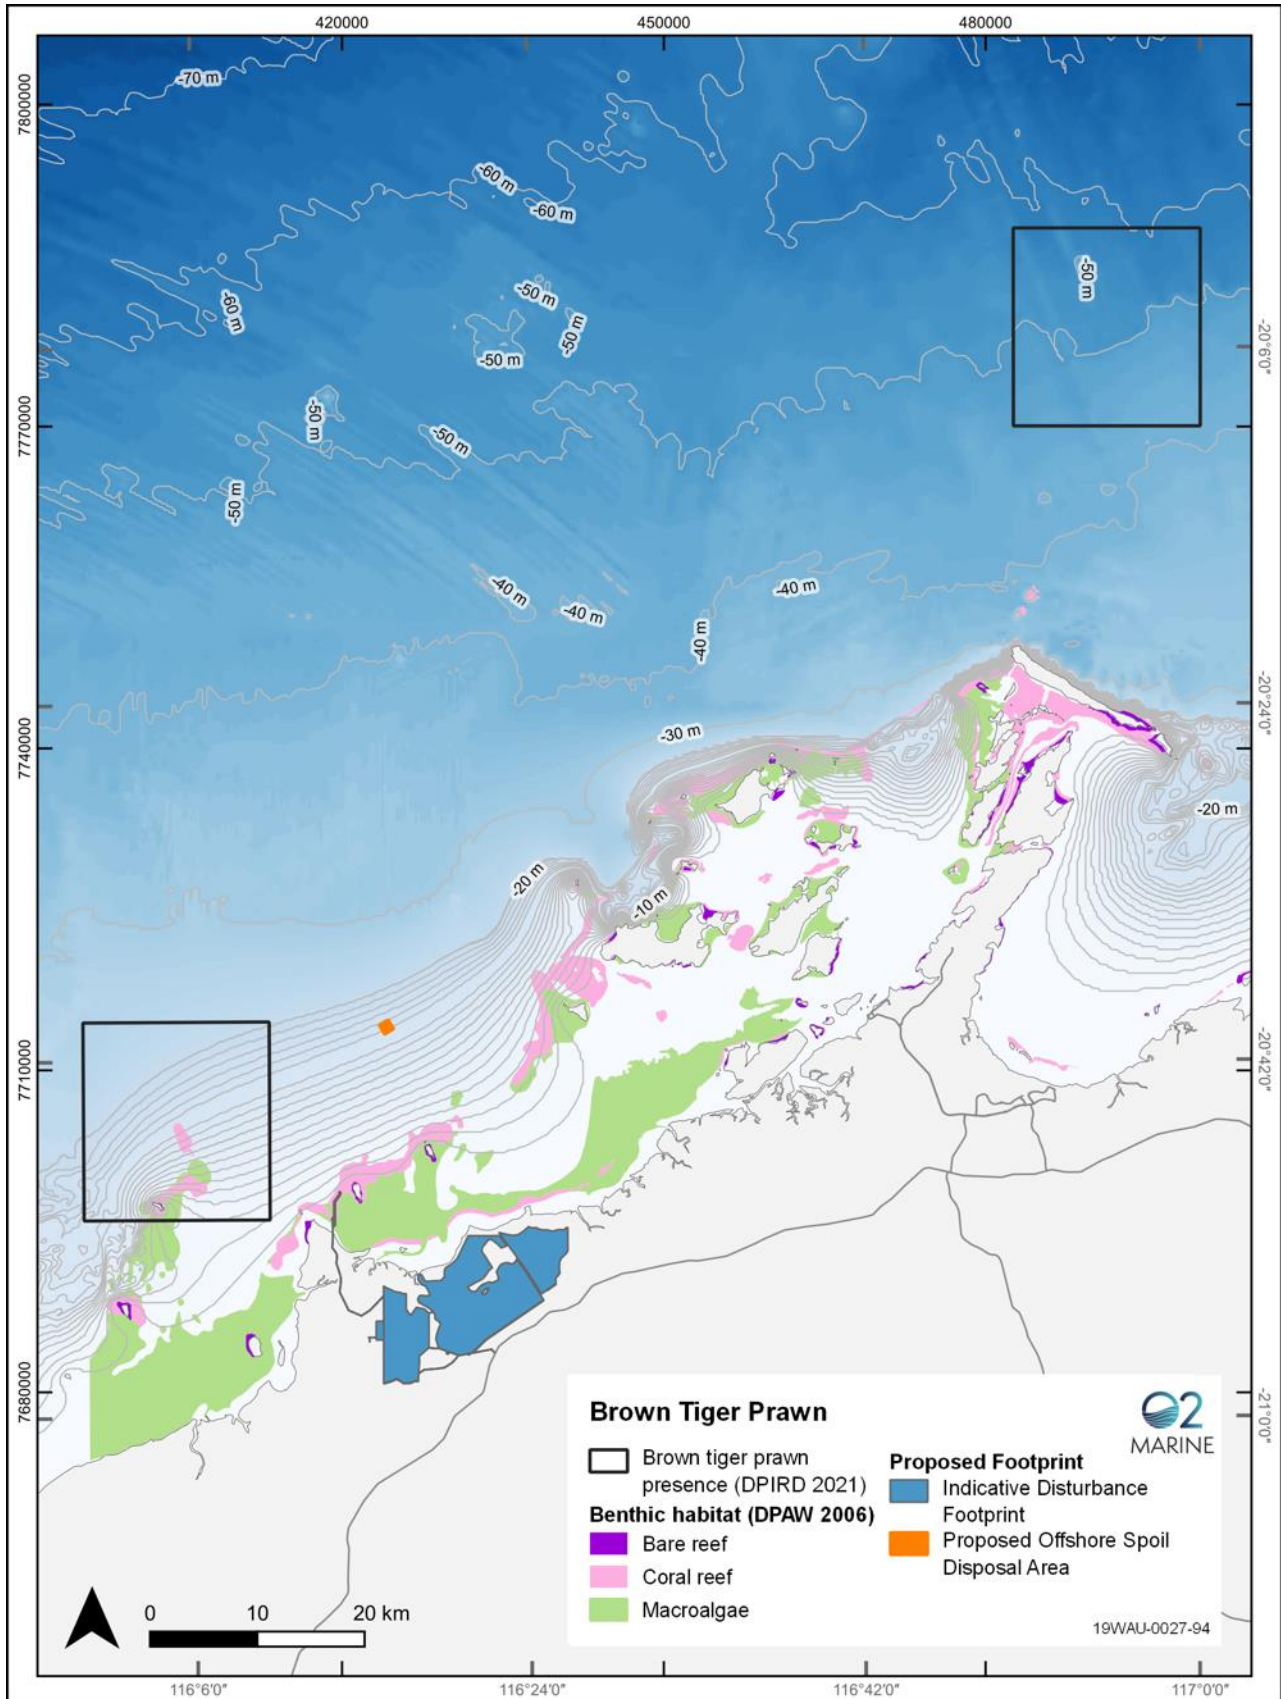 420000
450000
480000
7800000
7770000
7740000
7710000
7680000
-20°6'0"
-20°24'0"
-20°42'0"
-21°0'0"
-70 m
-60 m
-60 m
-60 m
-50 m
-50 m
-50 m
-50 m
-50 m
-50 m
-50 m
-40 m
-40 m
-40 m
-40 m
-30 m
-20 m
-20 m
-10 m
Brown Tiger Prawn
Brown tiger prawn
presence (DPIRD 2021)
Benthic habitat (DPAW 2006)
Bare reef
Coral reef
Macroalgae
O2
MARINE
Proposed Footprint
Indicative Disturbance
Footprint
Proposed Offshore Spoil
Disposal Area
19WAU-0027-94
0 10 20 km
116°6'0"
116°24'0"
116°42'0"
117°0'0"